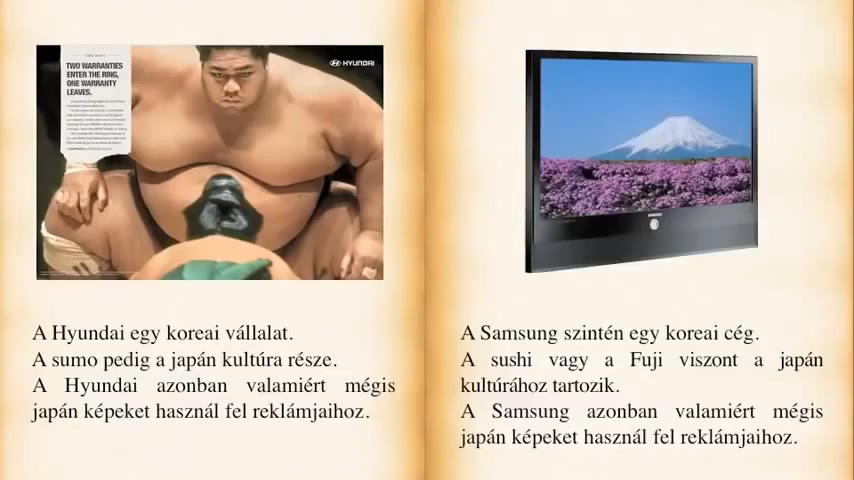 TWO WARRANTIES
ENTER THE RING,
ONE WARRANTY
LEAVES.
HYUNDAI
A Hyundai egy koreai vállalat.
A sumo pedig a japán kultúra része.
A Hyundai azonban valamiért mégis
japán képeket használ fel reklámjaihoz.
SAMSUNG
A Samsung szintén egy koreai cég.
A sushi vagy a Fuji viszont a japán
kultúrához tartozik.
A Samsung azonban valamiért mégis
japán képeket használ fel reklámjaihoz.